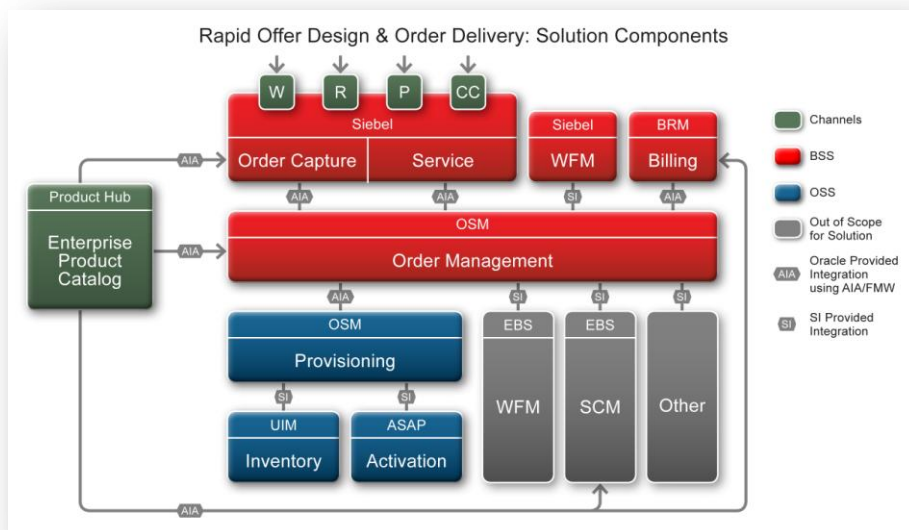 Rapid Offer Design & Order Delivery: Solution Components
W
R
P
CC
Siebel
Order Capture
Service
Siebel
WFM
BRM
Billing
Channels
BSS
OSS
Out of Scope
for Solution
AIA
Oracle Provided
Integration
using AIA/FMW
SI
SI Provided
Integration
AIA
Product Hub
Enterprise
Product
Catalog
AIA
AIA
SI
AIA
AIA
OSM
Order Management
AIA
SI
SI
SI
OSM
Provisioning
EBS
WFM
EBS
SCM
Other
SI
SI
UIM
Inventory
ASAP
Activation
AIA